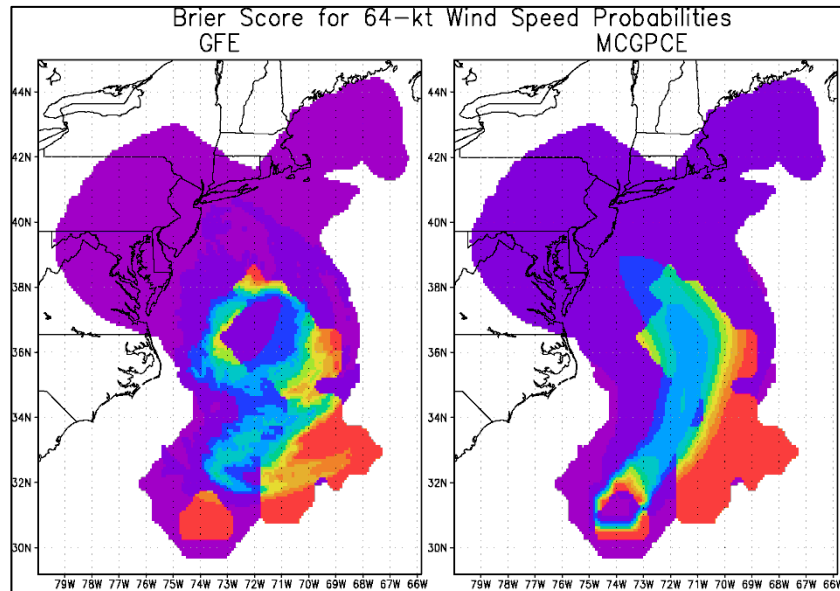 Brier Score for 64-kt Wind Speed Probabilities
GFE MCGPCE
44N 44N
42N 42N
40N 40N
38N 38N
36N 36N
34N 34N
32N 32N
30N 30N
79W 78W 77W 76W 75W 74W 73W 72W 71W 70W 69W 68W 67W 66W 79W 78W 77W 76W 75W 74W 73W 72W 71W 70W 69W 68W 67W 66W